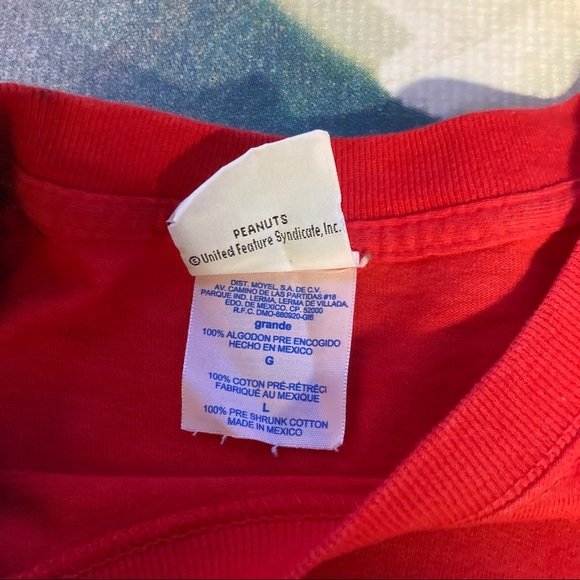 PEANUTS
© United Feature Syndicate, Inc.
DIST. MOYEL, S.A. DE C.V.
AV. CAMINO DE LAS PARTIDAS #18
PARQUE IND. LERMA, LERMA DE VILLADA,
EDO. DE MEXICO, CP. 52000
R.F.C. DMO-880920-GI6
grande
100% ALGODON PRE ENCOGIDO
HECHO EN MEXICO
G
100% COTON PRÉ-RÉTRÉCI
FABRIQUÉ AU MEXIQUE
L
100% PRE SHRUNK COTTON
MADE IN MEXICO